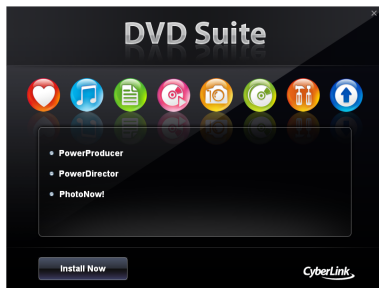 DVD Suite
PowerProducer
PowerDirector
PhotoNow!
Install Now
CyberLink